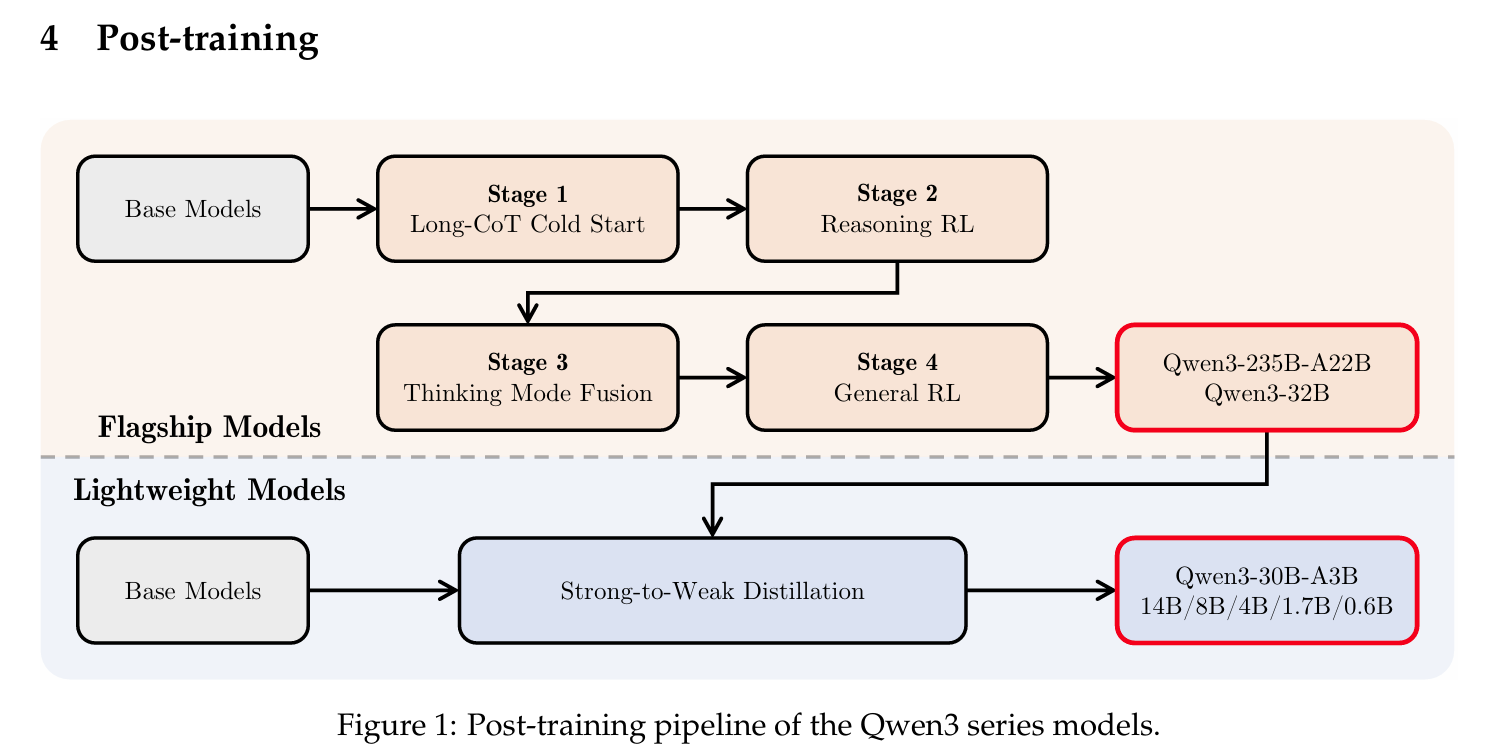 4 Post-training
Base Models
Stage 1
Long-CoT Cold Start
Stage 2
Reasoning RL
Stage 3
Thinking Mode Fusion
Stage 4
General RL
Qwen3-235B-A22B
Qwen3-32B
Flagship Models
Lightweight Models
Base Models
Strong-to-Weak Distillation
Qwen3-30B-A3B
14B/8B/4B/1.7B/0.6B
Figure 1: Post-training pipeline of the Qwen3 series models.